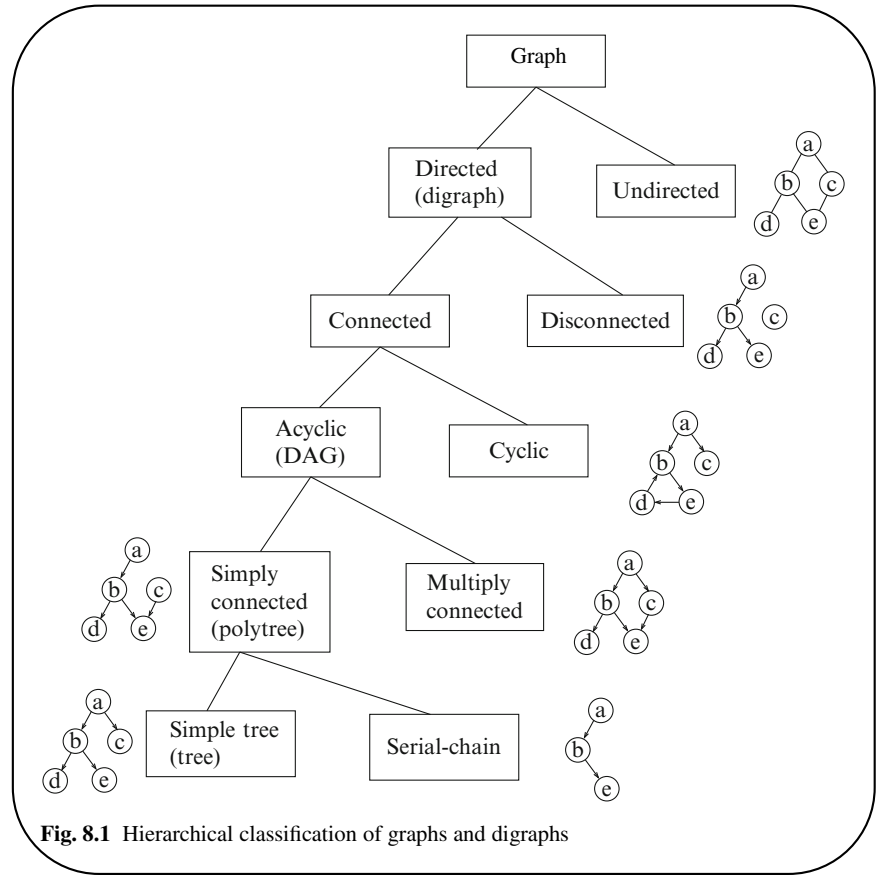 Graph
Directed
(digraph)
Undirected
a
b
c
d
e
Connected
Disconnected
a
b
c
d
e
Acyclic
(DAG)
Cyclic
a
b
c
d
e
a
b
c
d
e
Simply
connected
(polytree)
Multiply
connected
a
b
c
d
e
a
b
c
d
e
Simple tree
(tree)
Serial-chain
a
b
e
Fig. 8.1 Hierarchical classification of graphs and digraphs